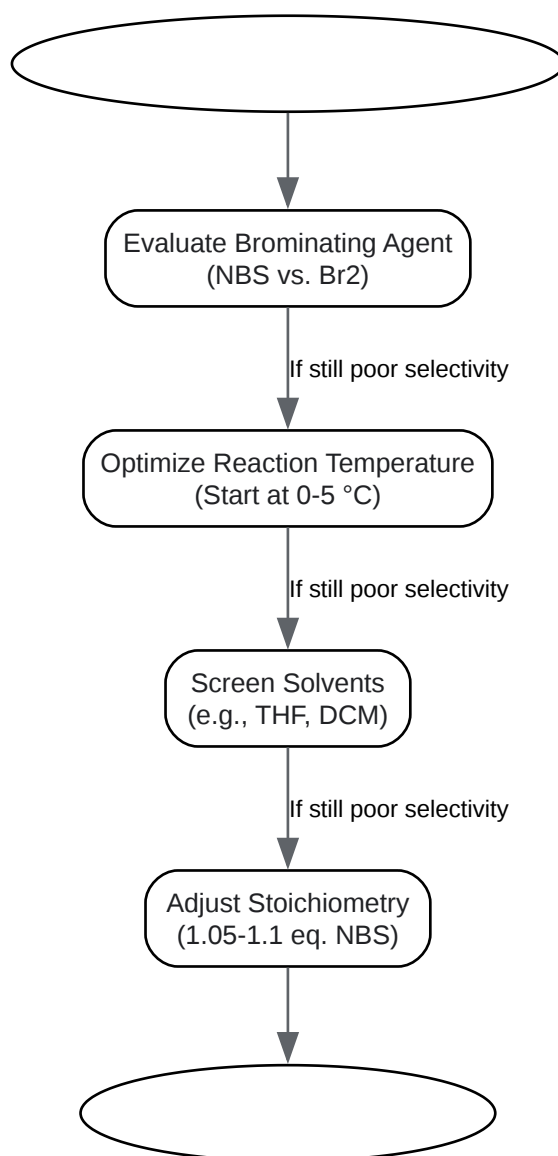 Evaluate Brominating Agent
(NBS vs. Br2)
If still poor selectivity
Optimize Reaction Temperature
(Start at 0-5 °C)
If still poor selectivity
Screen Solvents
(e.g., THF, DCM)
If still poor selectivity
Adjust Stoichiometry
(1.05-1.1 eq. NBS)